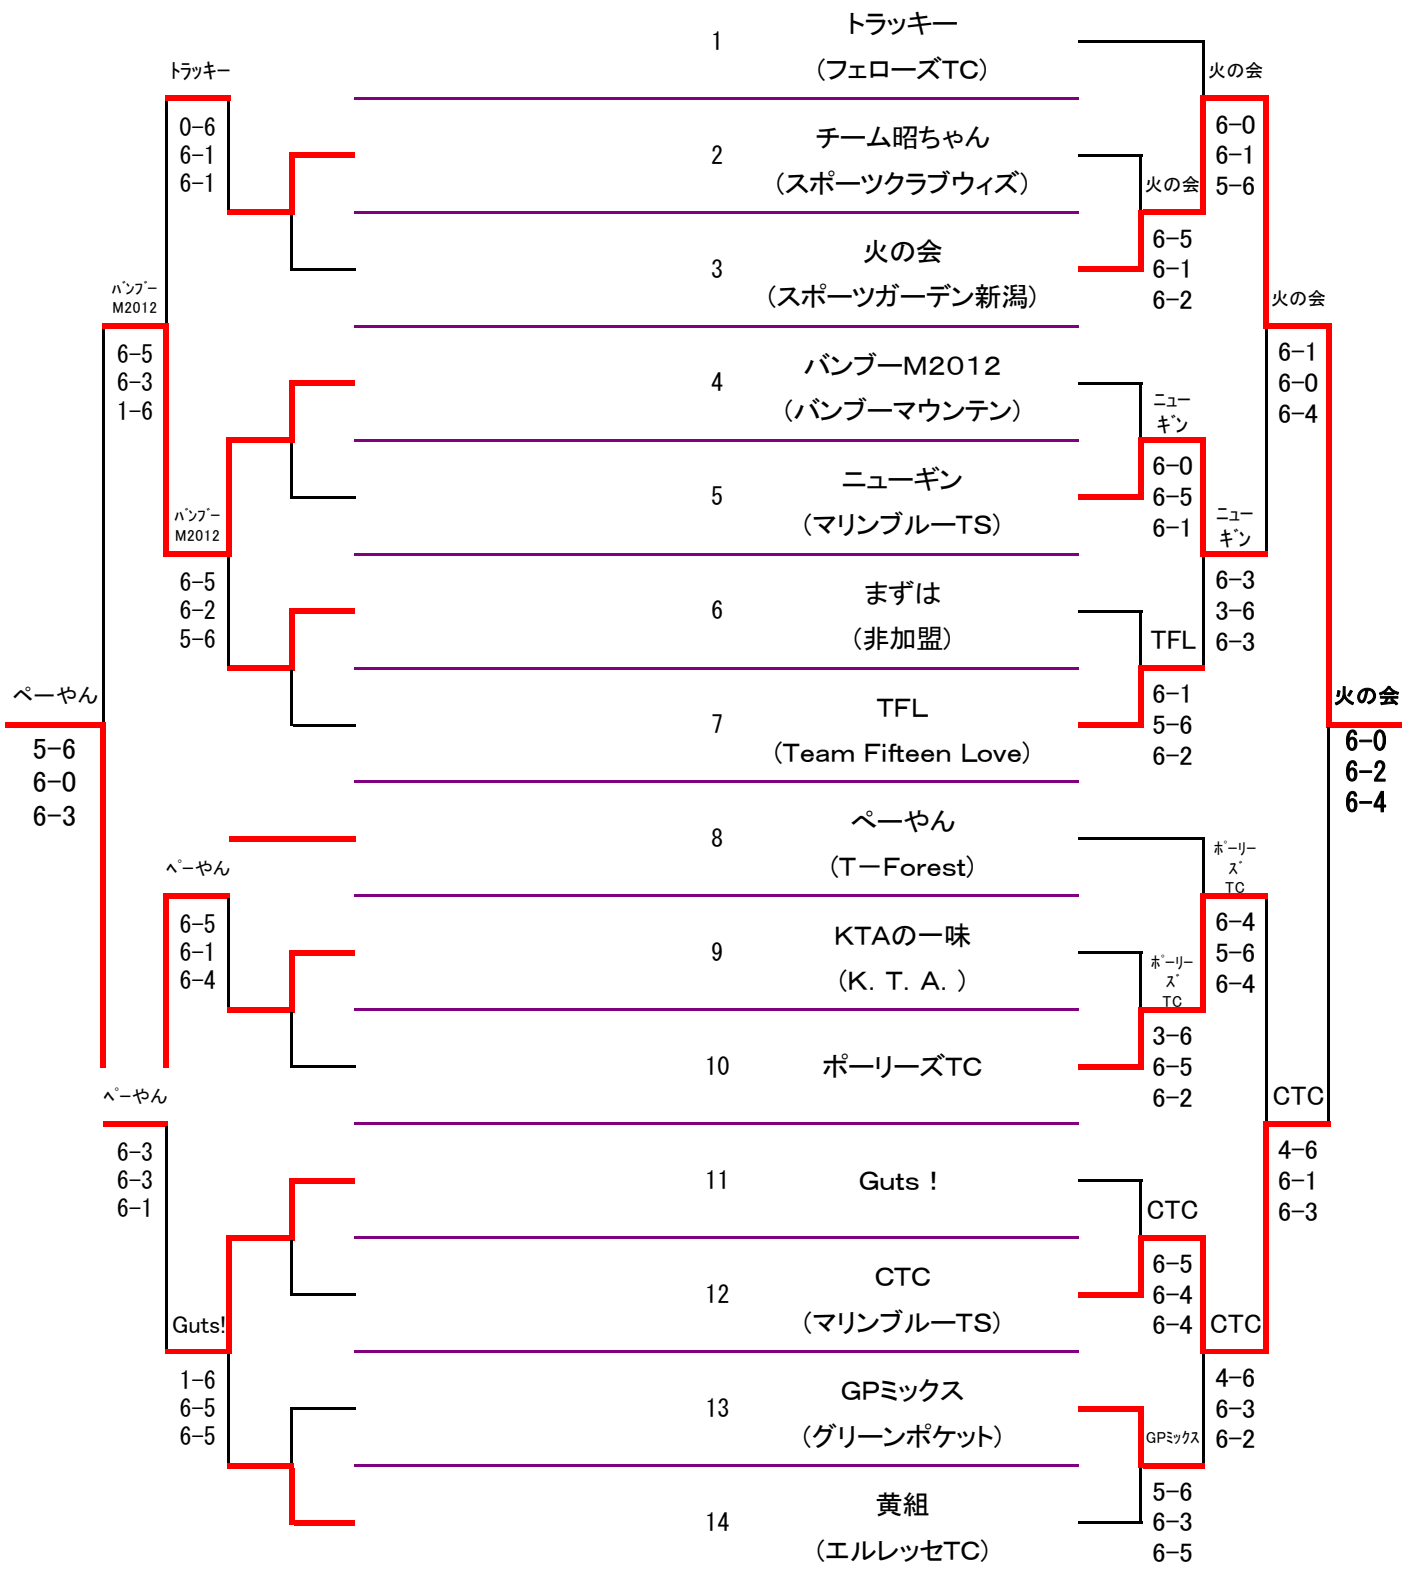 トラッキー
0-6
6-1
6-1
バンブー
M2012
6-5
6-3
1-6
バンブー
M2012
6-5
6-2
5-6
ペーやん
5-6
6-0
6-3
ペーやん
6-5
6-1
6-4
ペーやん
6-3
6-3
6-1
Guts!
1-6
6-5
6-5
1 トラッキー
(フェローズTC)
2 チーム昭ちゃん
(スポーツクラブウィズ)
3 火の会
(スポーツガーデン新潟)
4 バンブーM2012
(バンブーマウンテン)
5 ニューギン
(マリンブルーTS)
6 まずは
(非加盟)
7 TFL
(Team Fifteen Love)
8 ペーやん
(T－Forest)
9 KTAの一味
(K．T．A．)
10 ポーリーズTC
11 Guts！
12 CTC
(マリンブルーTS)
13 GPミックス
(グリーンポケット)
14 黄組
(エルレッセTC)
火の会
6-5
6-1
6-2
火の会
6-0
6-1
5-6
ニュー
ギン
6-0
6-5
6-1
TFL
6-1
5-6
6-2
ニュー
ギン
6-3
3-6
6-3
火の会
6-1
6-0
6-4
ポーリー
ズ
TC
3-6
6-5
6-2
ポーリー
ズ
TC
6-4
5-6
6-4
CTC
6-5
6-4
6-4
GPミックス
5-6
6-3
6-5
CTC
4-6
6-3
6-2
CTC
4-6
6-1
6-3
火の会
6-0
6-2
6-4